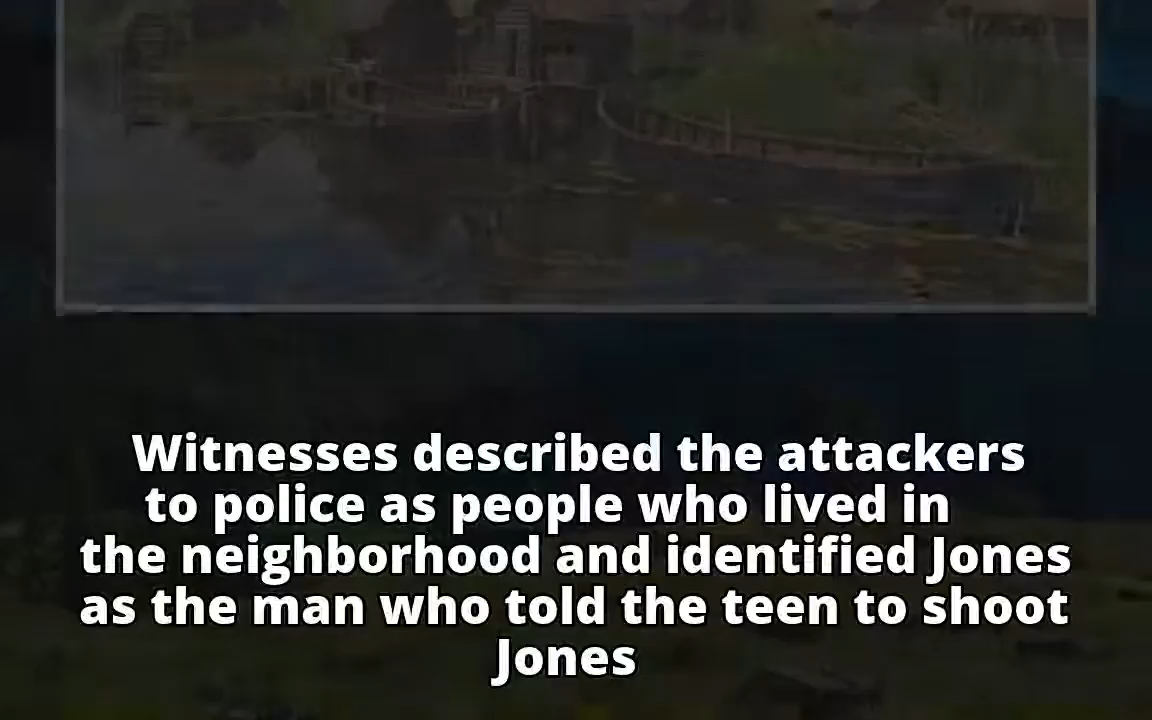 Witnesses described the attackers
to police as people who lived in
the neighborhood and identified Jones
as the man who told the teen to shoot
Jones